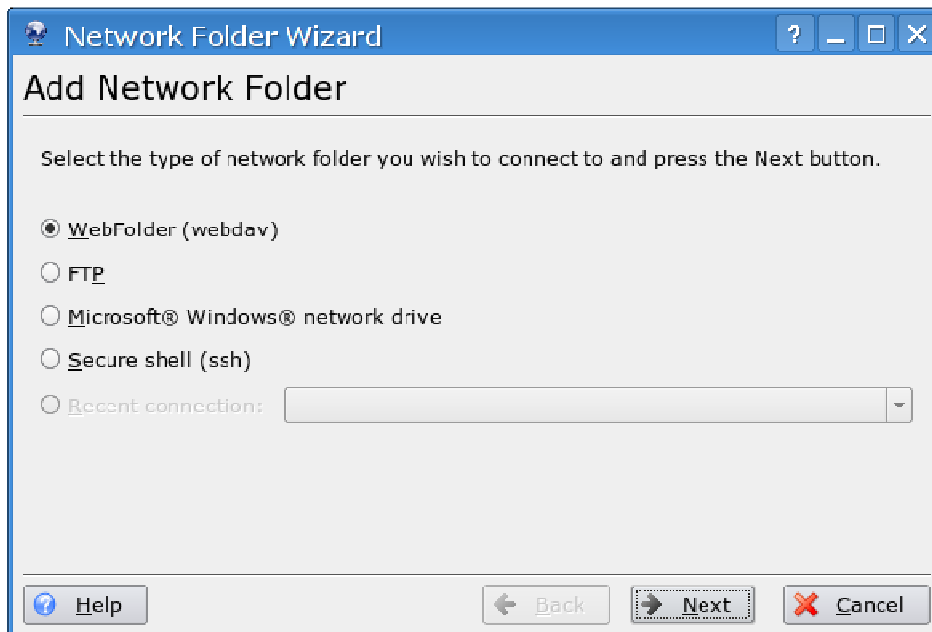 Network Folder Wizard
Add Network Folder
Select the type of network folder you wish to connect to and press the Next button.
WebFolder (webdav)
FTP
Microsoft® Windows® network drive
Secure shell (ssh)
Recent connection:
Help Back Next Cancel